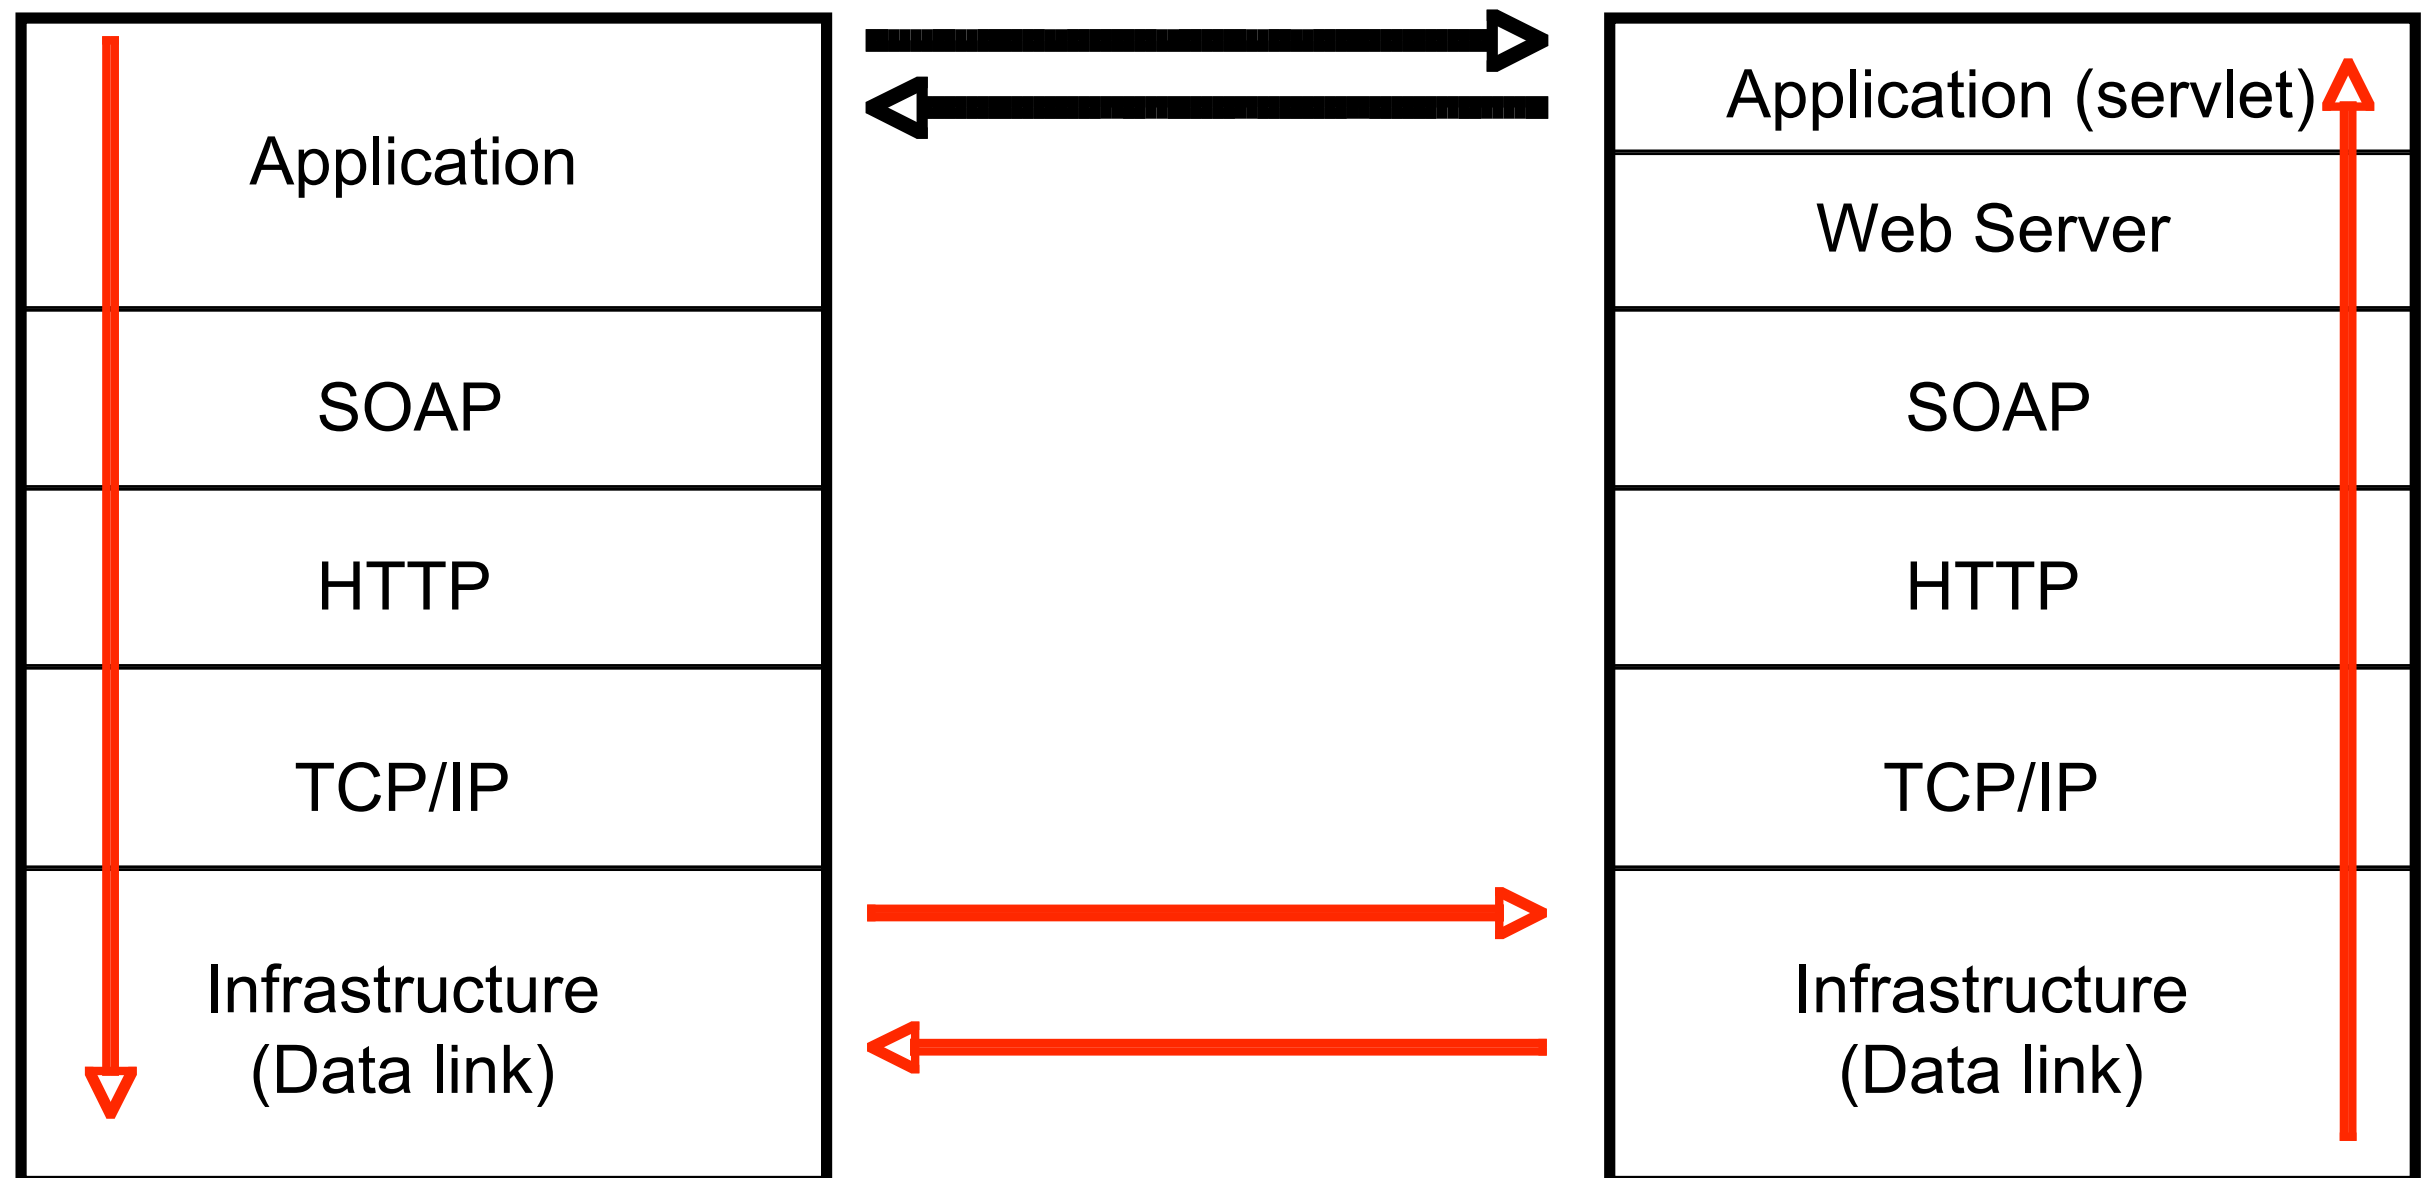 Application
SOAP
HTTP
TCP/IP
Infrastructure
(Data link)
Application (servlet)
Web Server
SOAP
HTTP
TCP/IP
Infrastructure
(Data link)